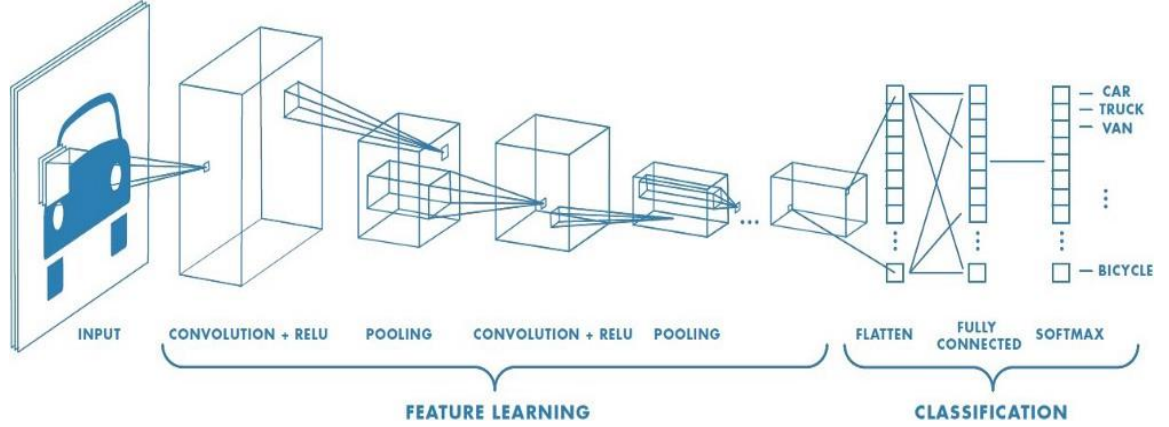 CAR
TRUCK
VAN
BICYCLE
INPUT
CONVOLUTION + RELU
POOLING
CONVOLUTION + RELU
POOLING
FLATTEN
FULLY
CONNECTED
SOFTMAX
FEATURE LEARNING
CLASSIFICATION